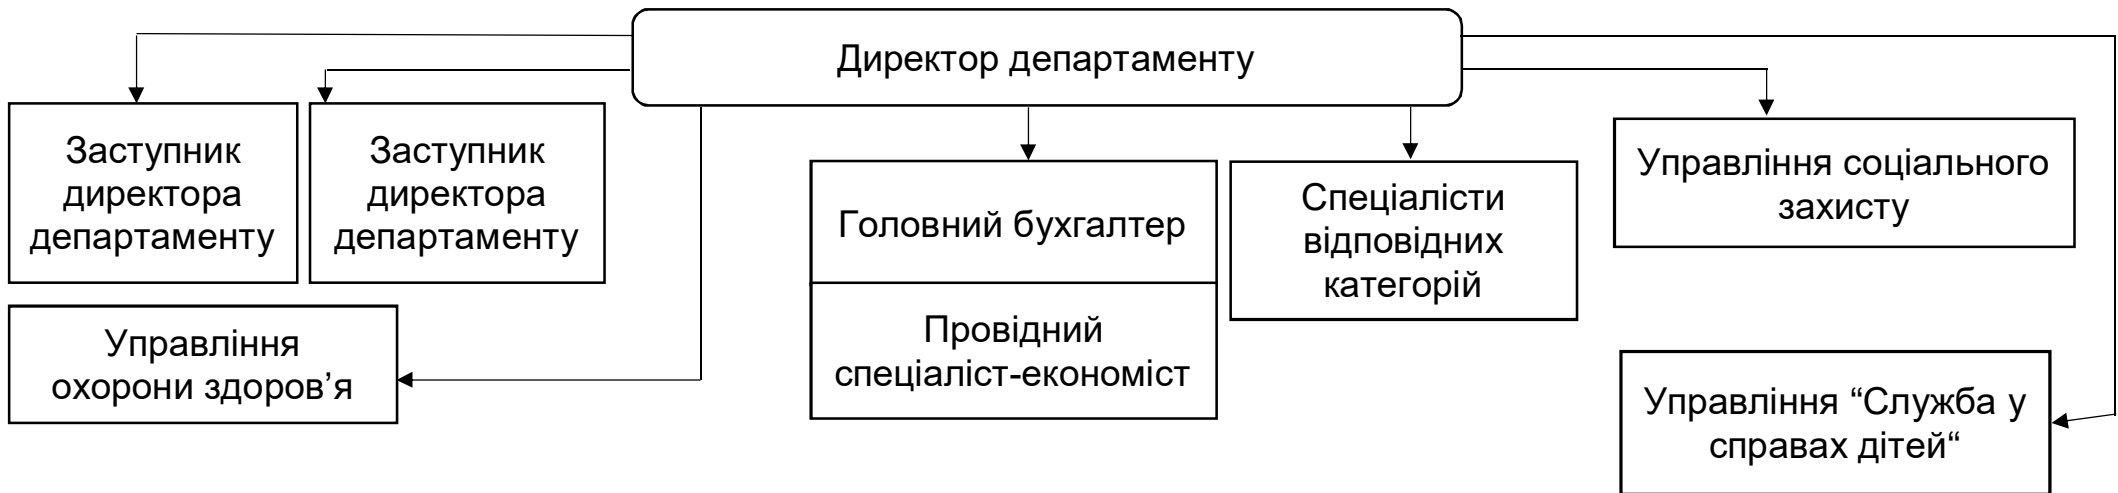 Директор департаменту
Заступник
директора
департаменту
Заступник
директора
департаменту
Головний бухгалтер
Провідний
спеціаліст-економіст
Спеціалісти
відповідних
категорій
Управління соціального
захисту
Управління
охорони здоров’я
Управління “Служба у
справах дітей“